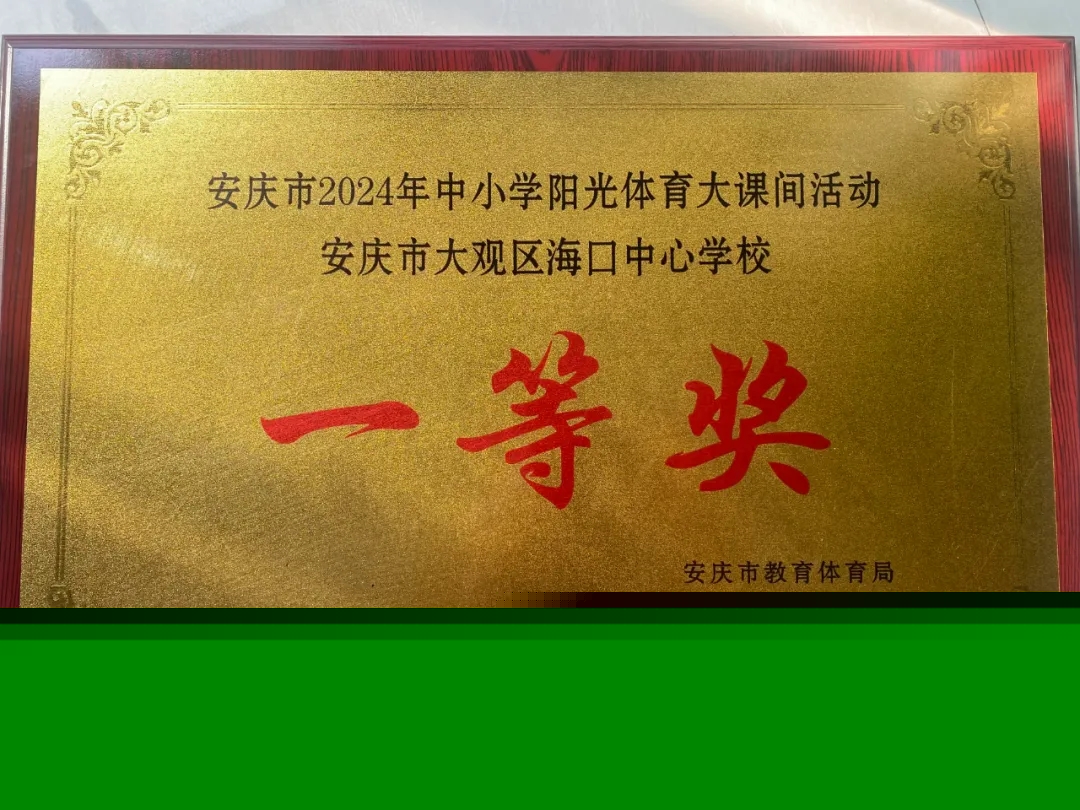 安庆市2024年中小学阳光体育大课间活动
安庆市大观区海口中心学校
一等奖
安庆市教育体育局